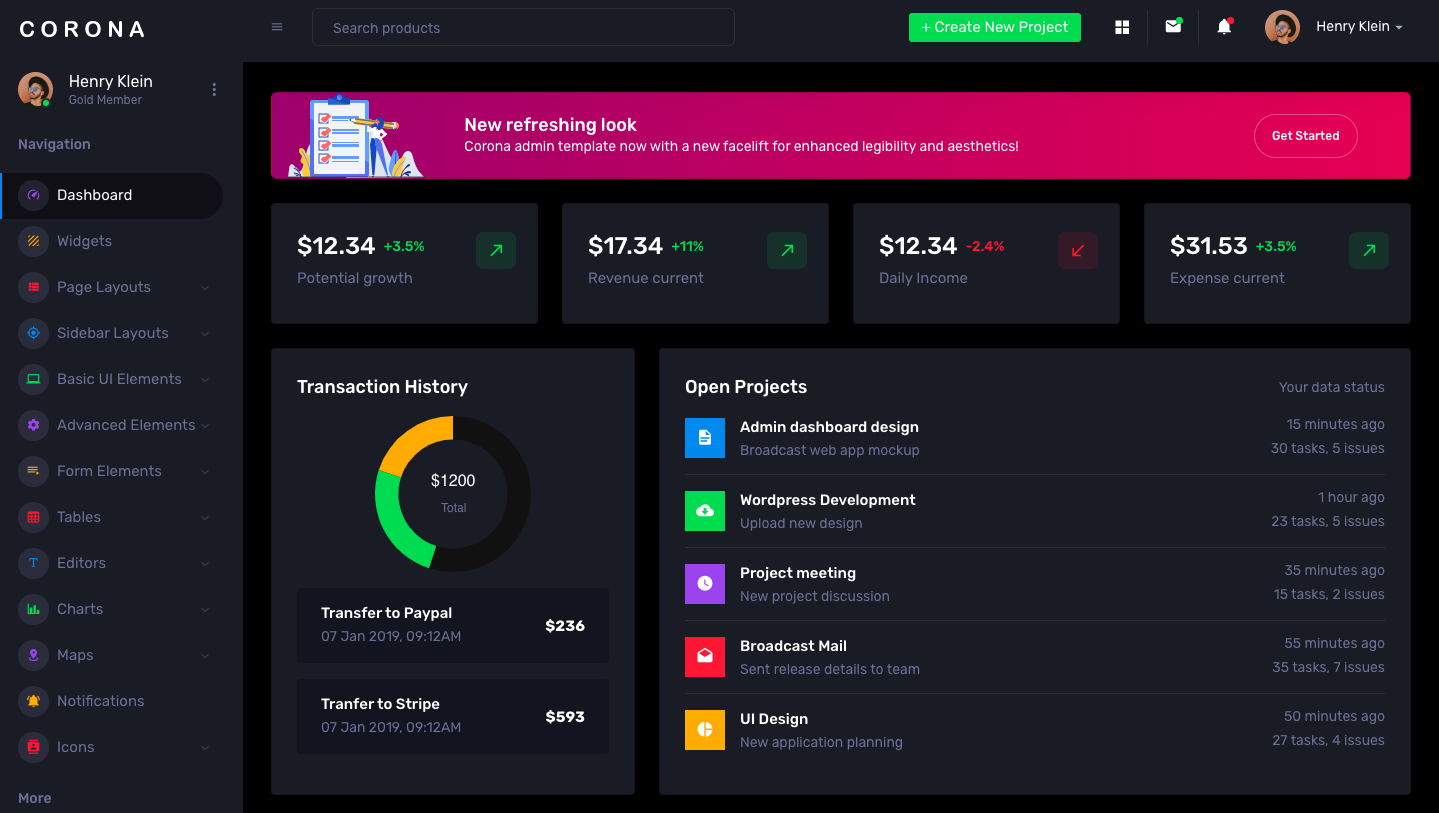 CORONA
Search products
+ Create New Project
Henry Klein
Henry Klein
Gold Member
Navigation
Dashboard
Widgets
Page Layouts
Sidebar Layouts
Basic UI Elements
Advanced Elements
Form Elements
Tables
Editors
Charts
Maps
Notifications
Icons
More
New refreshing look
Corona admin template now with a new facelift for enhanced legibility and aesthetics!
Get Started
$12.34 +3.5%
Potential growth
$17.34 +11%
Revenue current
$12.34 -2.4%
Daily Income
$31.53 +3.5%
Expense current
Transaction History
$1200
Total
Transfer to Paypal
07 Jan 2019, 09:12AM
$236
Tranfer to Stripe
07 Jan 2019, 09:12AM
$593
Open Projects
Your data status
Admin dashboard design
Broadcast web app mockup
15 minutes ago
30 tasks, 5 issues
Wordpress Development
Upload new design
1 hour ago
23 tasks, 5 issues
Project meeting
New project discussion
35 minutes ago
15 tasks, 2 issues
Broadcast Mail
Sent release details to team
55 minutes ago
35 tasks, 7 issues
UI Design
New application planning
50 minutes ago
27 tasks, 4 issues